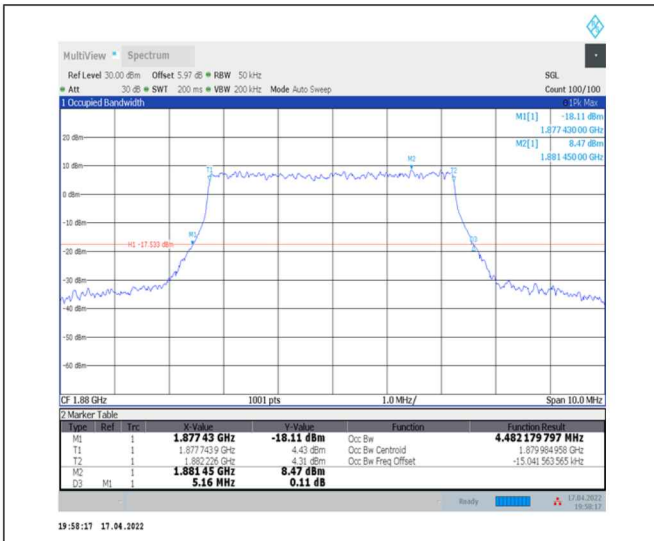 MultiView Spectrum
Ref Level 30.00 dBm Offset 5.97 dB RBW 50 kHz SGL
Att 30 dB SWT 200 ms VBW 200 kHz Mode Auto Sweep Count 100/100
1 Occupied Bandwidth 1Pk Max
M1[1] -18.11 dBm
1.877 430 00 GHz
M2[1] 8.47 dBm
1.881 450 00 GHz
20 dBm
10 dBm
T1 M2 T2
0 dBm
-10 dBm
M1 D3
H1 -17.533 dBm
-20 dBm
-30 dBm
-40 dBm
-50 dBm
-60 dBm
CF 1.88 GHz 1001 pts 1.0 MHz/ Span 10.0 MHz
2 Marker Table
Type Ref Trc X-Value Y-Value Function Function Result
M1 1 1.877 43 GHz -18.11 dBm Occ Bw 4.482 179 797 MHz
T1 1 1.877 743 9 GHz 4.43 dBm Occ Bw Centroid 1.879 984 958 GHz
T2 1 1.882 226 GHz 4.31 dBm Occ Bw Freq Offset -15.041 563 565 kHz
M2 1 1.881 45 GHz 8.47 dBm
D3 M1 1 5.16 MHz 0.11 dB
Ready 17.04.2022
19:58:17
19:58:17 17.04.2022